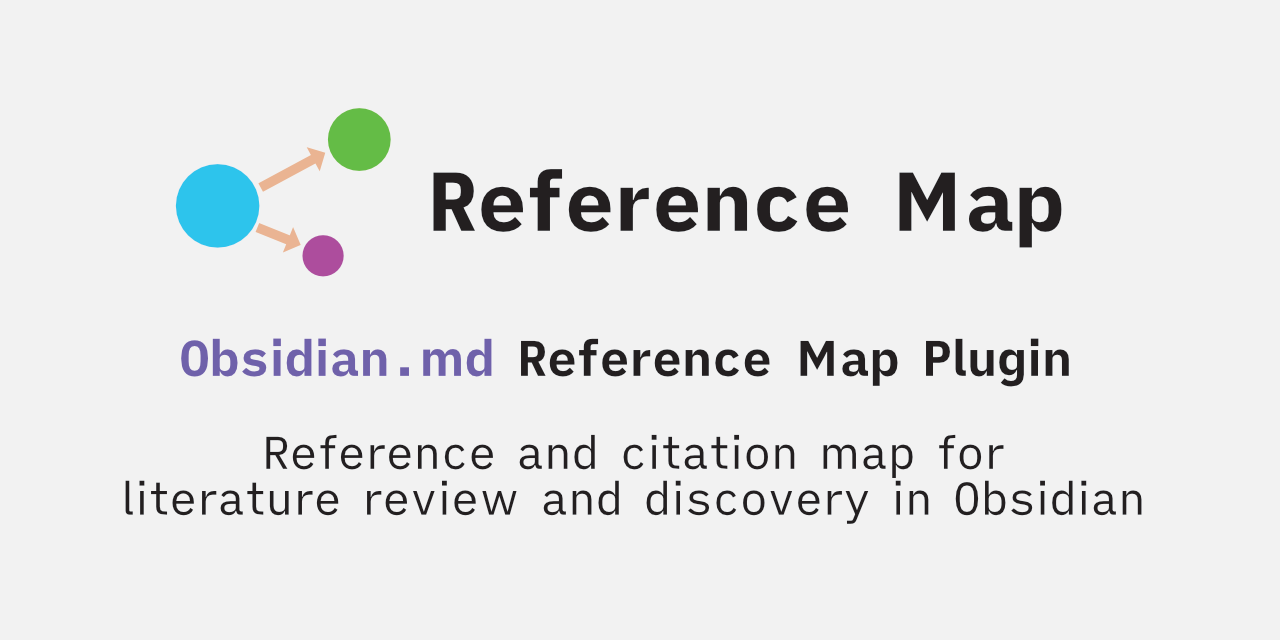 Reference Map
Obsidian.md Reference Map Plugin
Reference and citation map for
literature review and discovery in Obsidian